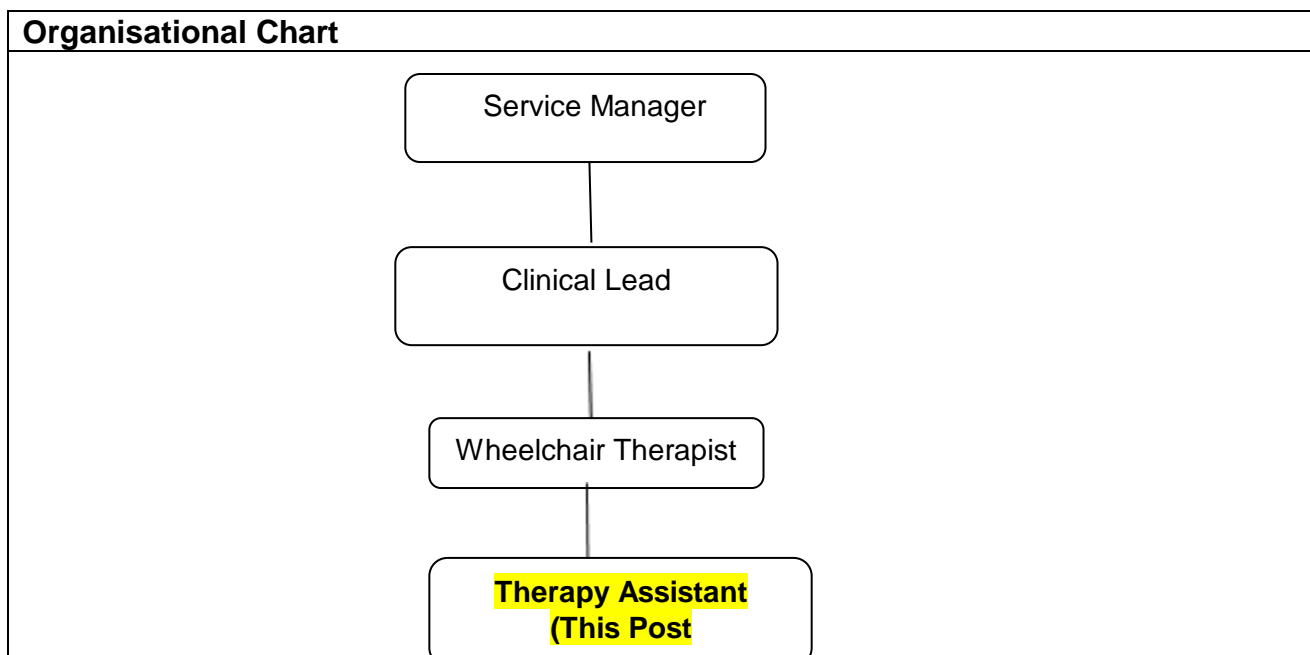 Organisational Chart
Service Manager
Clinical Lead
Wheelchair Therapist
Therapy Assistant
(This Post